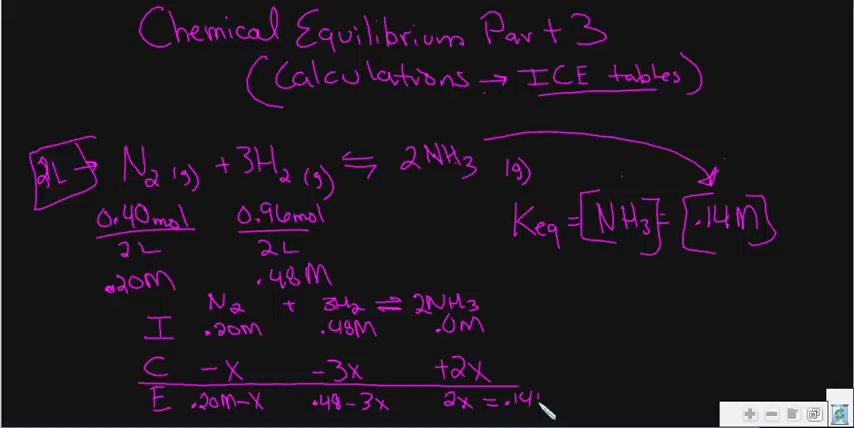 Chemical Equilibrium Part 3
(Calculations → ICE tables)
2L → N2 (g) + 3H2 (g) ⇌ 2NH3 (g)
0.40mol 0.96mol Keq = [NH3] = [.14M]
2L 2L
.20M .48M
N2 + 3H2 ⇌ 2NH3
I .20M .48M .0M
C -x -3x +2x
E .20M-x .48-3x 2x = .14